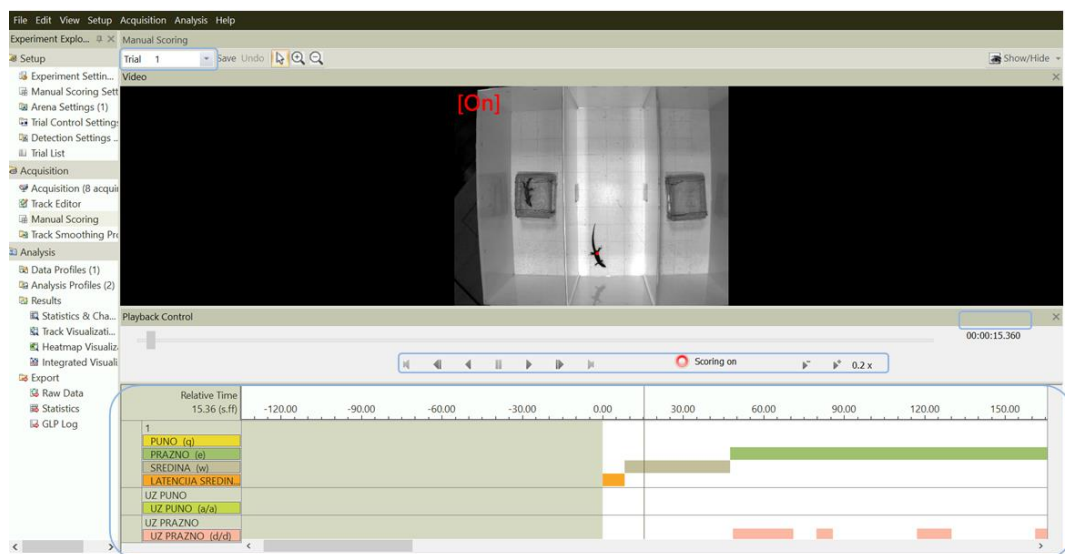 File Edit View Setup Acquisition Analysis Help
Experiment Explo... Manual Scoring
Setup
Trial 1 Save Undo Show/Hide
Experiment Settin...
Video
Manual Scoring Sett
Arena Settings (1)
Trial Control Settings
Detection Settings ...
Trial List
Acquisition
Acquisition (8 acqui
Track Editor
Manual Scoring
Track Smoothing Pro
Analysis
Data Profiles (1)
Analysis Profiles (2)
Results
Statistics & Cha...
Track Visualizati...
Heatmap Visualiz
Integrated Visuali
Export
Raw Data
Statistics
GLP Log
[On]
Playback Control
00:00:15.360
Scoring on 0.2 x
Relative Time
15.36 (s.ff) -120.00 -90.00 -60.00 -30.00 0.00 30.00 60.00 90.00 120.00 150.00
1
PUNO (q)
PRAZNO (e)
SREDINA (w)
LATENCIJA SREDIN...
UZ PUNO
UZ PUNO (a/a)
UZ PRAZNO
UZ PRAZNO (d/d)